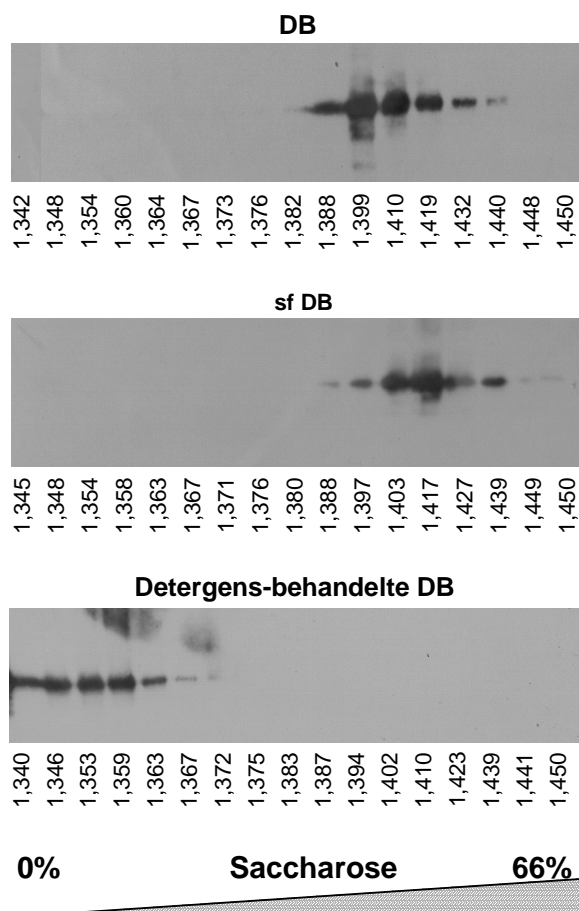 DB
1,342 1,348 1,354 1,360 1,364 1,367 1,373 1,376 1,382 1,388 1,399 1,410 1,419 1,432 1,440 1,448 1,450
sf DB
1,345 1,348 1,354 1,358 1,363 1,367 1,371 1,376 1,380 1,388 1,397 1,403 1,417 1,427 1,439 1,449 1,450
Detergens-behandelte DB
1,340 1,346 1,353 1,359 1,363 1,367 1,372 1,375 1,383 1,387 1,394 1,402 1,410 1,423 1,439 1,441 1,450
0% Saccharose 66%